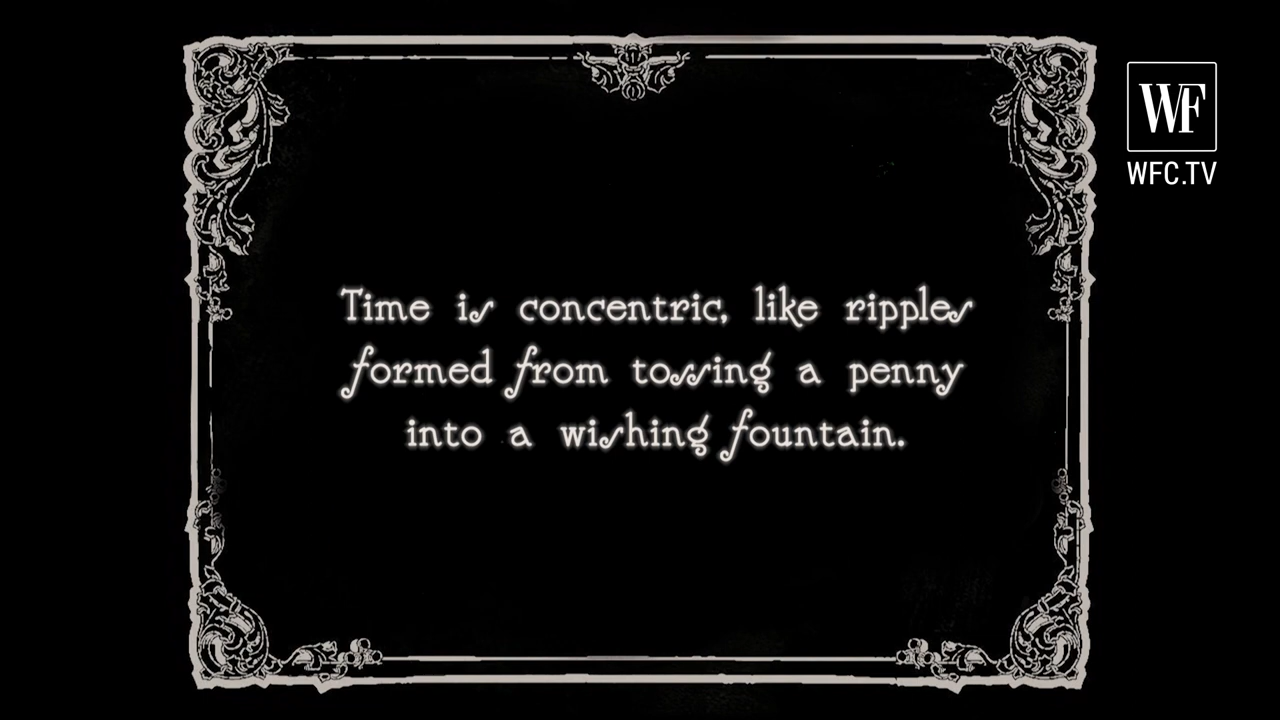 WF
WFC.TV
Time is concentric, like ripples
formed from tossing a penny
into a wishing fountain.